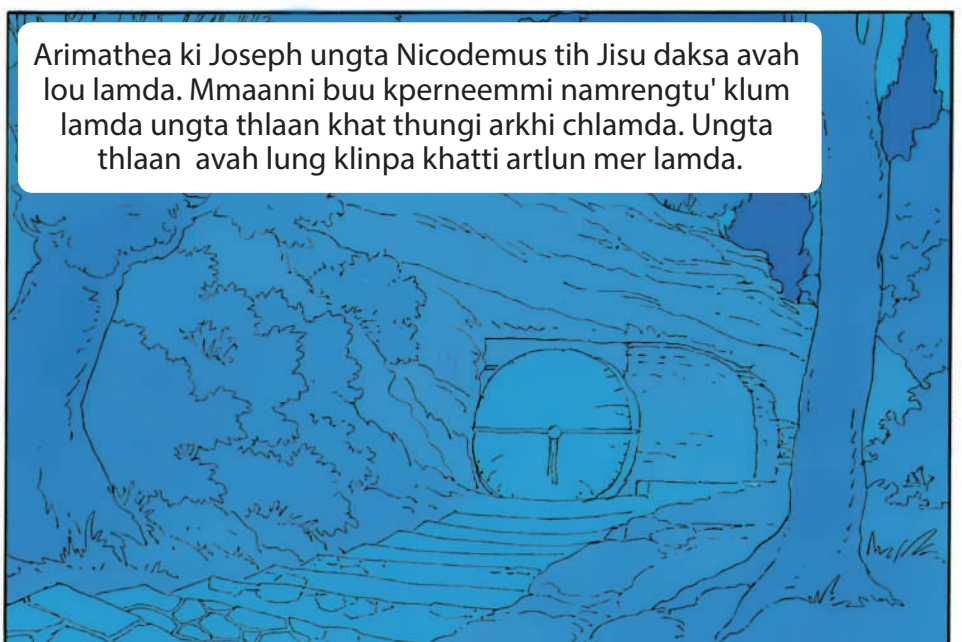 Arimathea ki Joseph ungta Nicodemus tih Jisu daksa avah
lou lamda. Mmaanni buu kperneemmi namrengtu' klum
lamda ungta thlaan khat thungi arkhi chlamda. Ungta
thlaan  avah lung klinpa khatti artlun mer lamda.